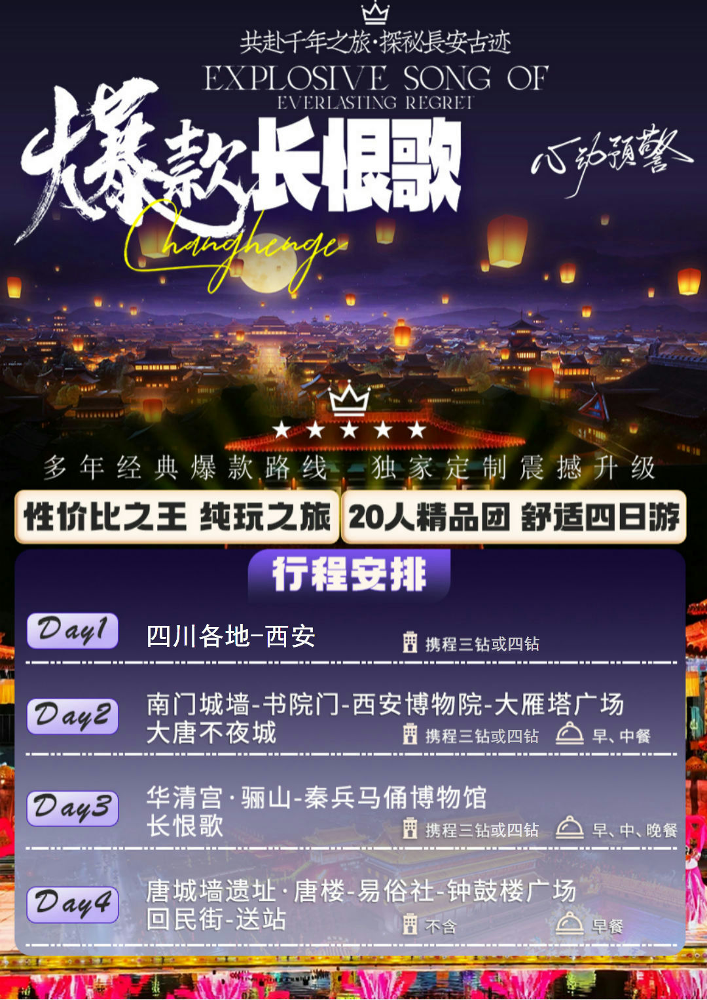 共赴千年之旅·探祕長安古迹
EXPLOSIVE SONG OF
EVERLASTING REGRET
爆款长恨歌
心动预警
Changhenge
多年经典爆款路线 独家定制震撼升级
性价比之王 纯玩之旅
20人精品团 舒适四日游
行程安排
Day1
四川各地-西安
携程三钻或四钻
Day2
南门城墙-书院门-西安博物院-大雁塔广场
大唐不夜城
携程三钻或四钻
早、中餐
Day3
华清宫·骊山-秦兵马俑博物馆
长恨歌
携程三钻或四钻
早、中、晚餐
Day4
唐城墙遗址·唐楼-易俗社-钟鼓楼广场
回民街-送站
不含
早餐